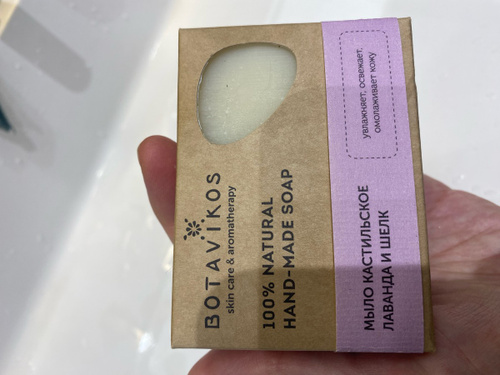 BOTAVIKOS
skin care & aromatherapy
100% NATURAL
HAND-MADE SOAP
МЫЛО КАСТИЛЬСКОЕ
ЛАВАНДА И ШЕЛК
увлажняет, освежает,
омолаживает кожу